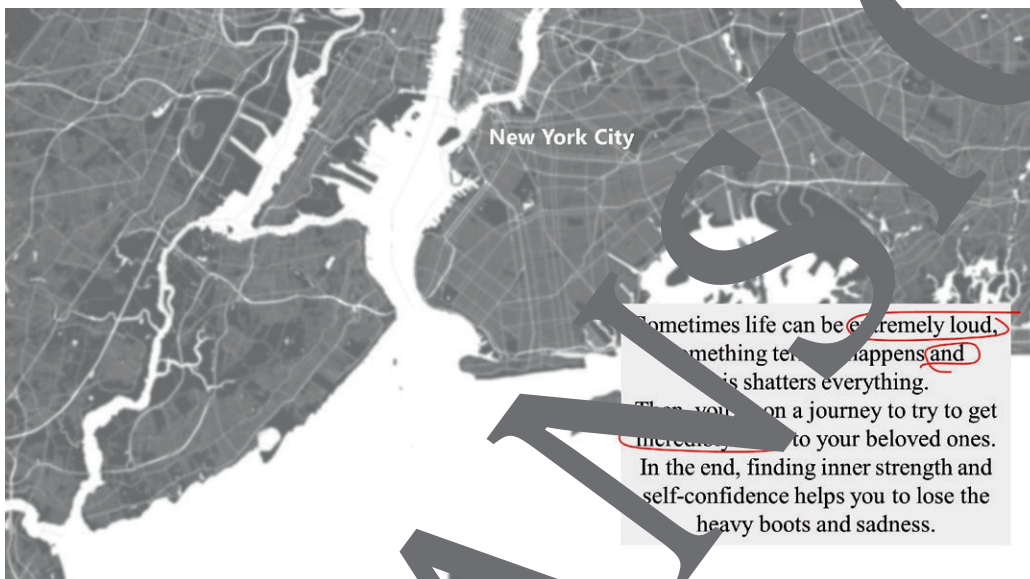 New York City
Sometimes life can be extremely loud,
something happens and
shatters everything.
you on a journey to try to get
to your beloved ones.
In the end, finding inner strength and
self-confidence helps you to lose the
heavy boots and sadness.